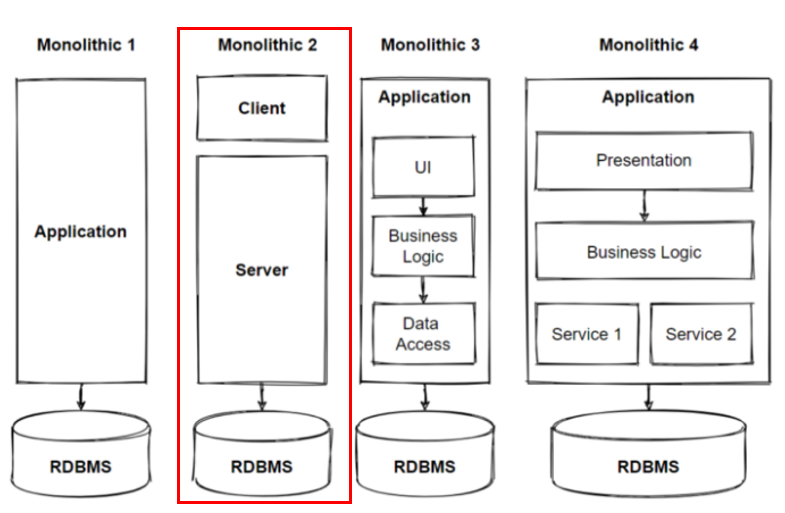 Monolithic 1
Application
RDBMS
Monolithic 2
Client
Server
RDBMS
Monolithic 3
Application
UI
Business
Logic
Data
Access
RDBMS
Monolithic 4
Application
Presentation
Business Logic
Service 1
Service 2
RDBMS